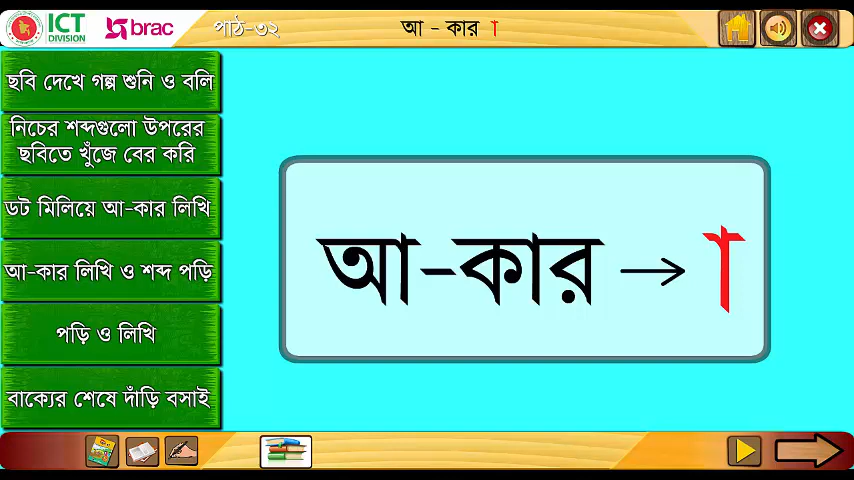 ICT
DIVISION
brac
পাঠ-৩২
আ - কার া
ছবি দেখে গল্প শুনি ও বলি
নিচের শব্দগুলো উপরের
ছবিতে খুঁজে বের করি
ডট মিলিয়ে আ-কার লিখি
আ-কার লিখি ও শব্দ পড়ি
পড়ি ও লিখি
বাক্যের শেষে দাঁড়ি বসাই
আ-কার → া